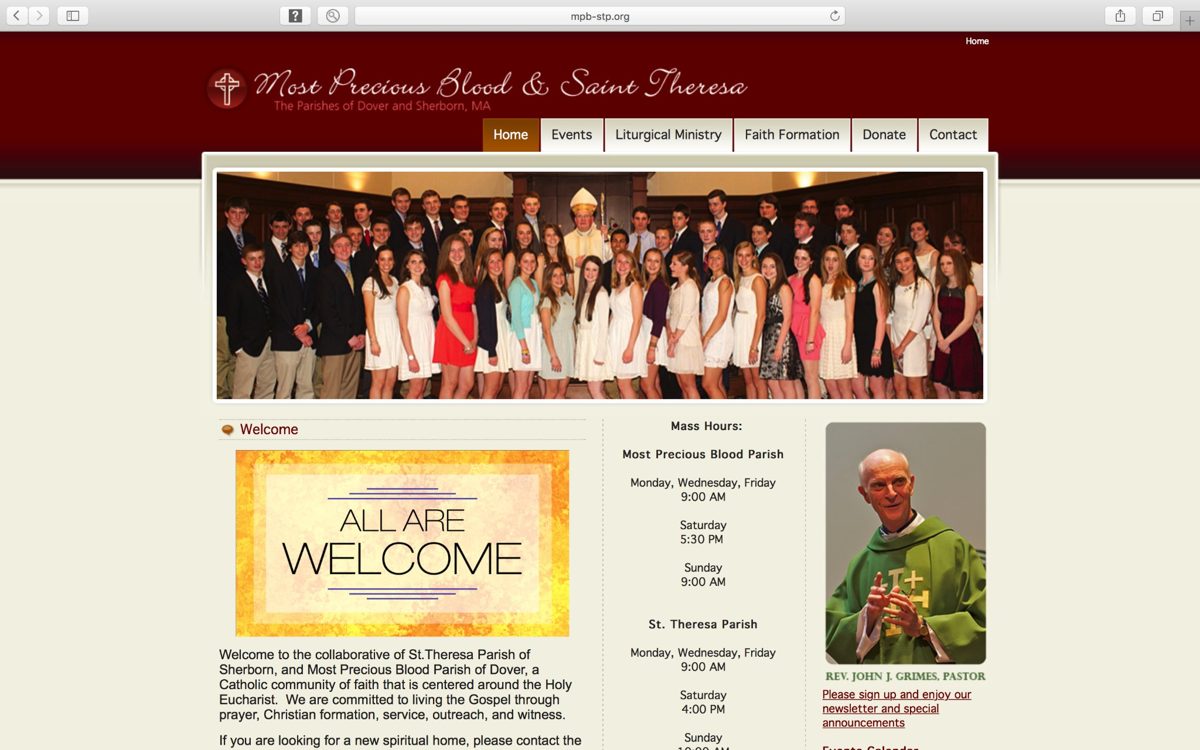 mpb-stp.org
Home
Most Precious Blood & Saint Theresa
The Parishes of Dover and Sherborn, MA
Home Events Liturgical Ministry Faith Formation Donate Contact
Welcome
ALL ARE
WELCOME
Welcome to the collaborative of St.Theresa Parish of
Sherborn, and Most Precious Blood Parish of Dover, a
Catholic community of faith that is centered around the Holy
Eucharist. We are committed to living the Gospel through
prayer, Christian formation, service, outreach, and witness.
If you are looking for a new spiritual home, please contact the
Mass Hours:
Most Precious Blood Parish
Monday, Wednesday, Friday
9:00 AM
Saturday
5:30 PM
Sunday
9:00 AM
St. Theresa Parish
Monday, Wednesday, Friday
9:00 AM
Saturday
4:00 PM
Sunday
10:00 AM
REV. JOHN J. GRIMES, PASTOR
Please sign up and enjoy our
newsletter and special
announcements
Events Calendar